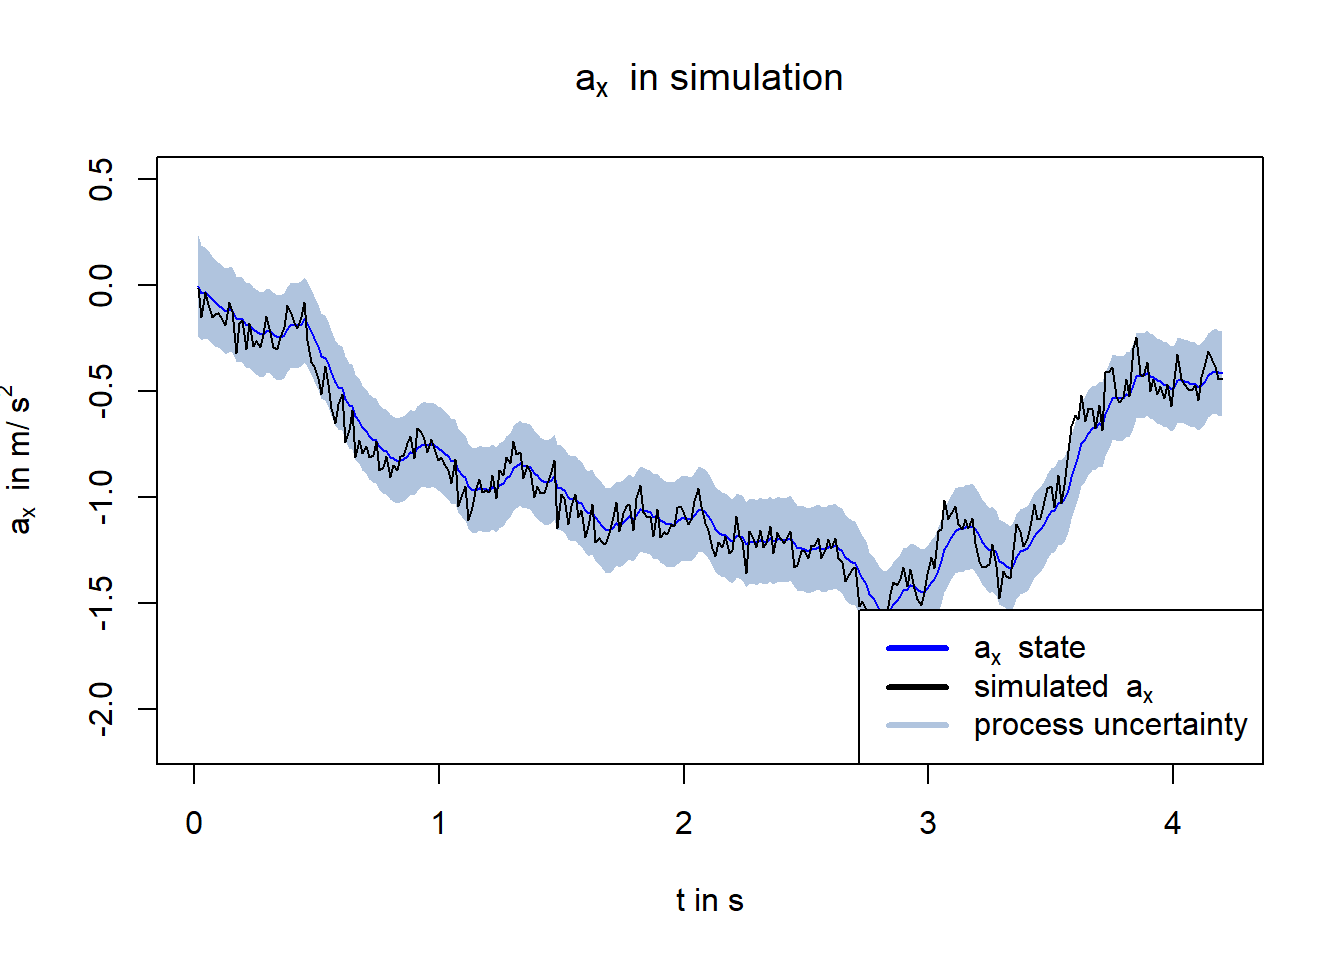 aₓ in simulation
0.5
0.0
-0.5
-1.0
-1.5
-2.0
aₓ in m/ s²
0 1 2 3 4
t in s
aₓ state
simulated aₓ
process uncertainty